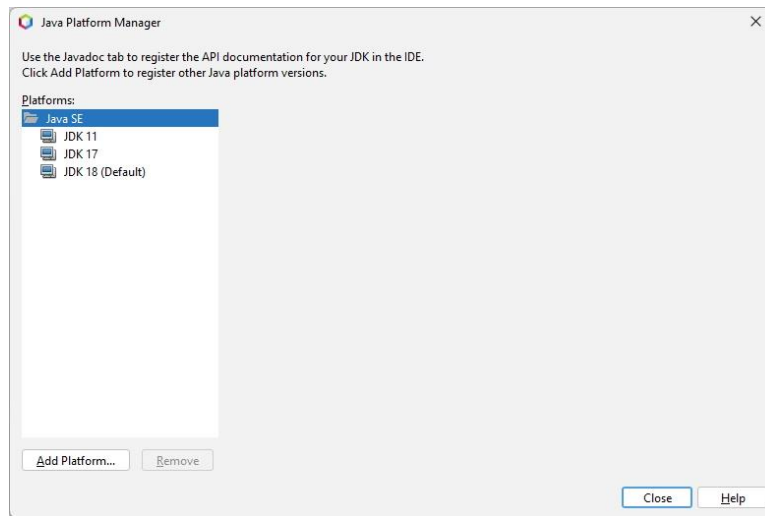 Java Platform Manager
Use the Javadoc tab to register the API documentation for your JDK in the IDE.
Click Add Platform to register other Java platform versions.
Platforms:
Java SE
JDK 11
JDK 17
JDK 18 (Default)
Add Platform... Remove
Close Help